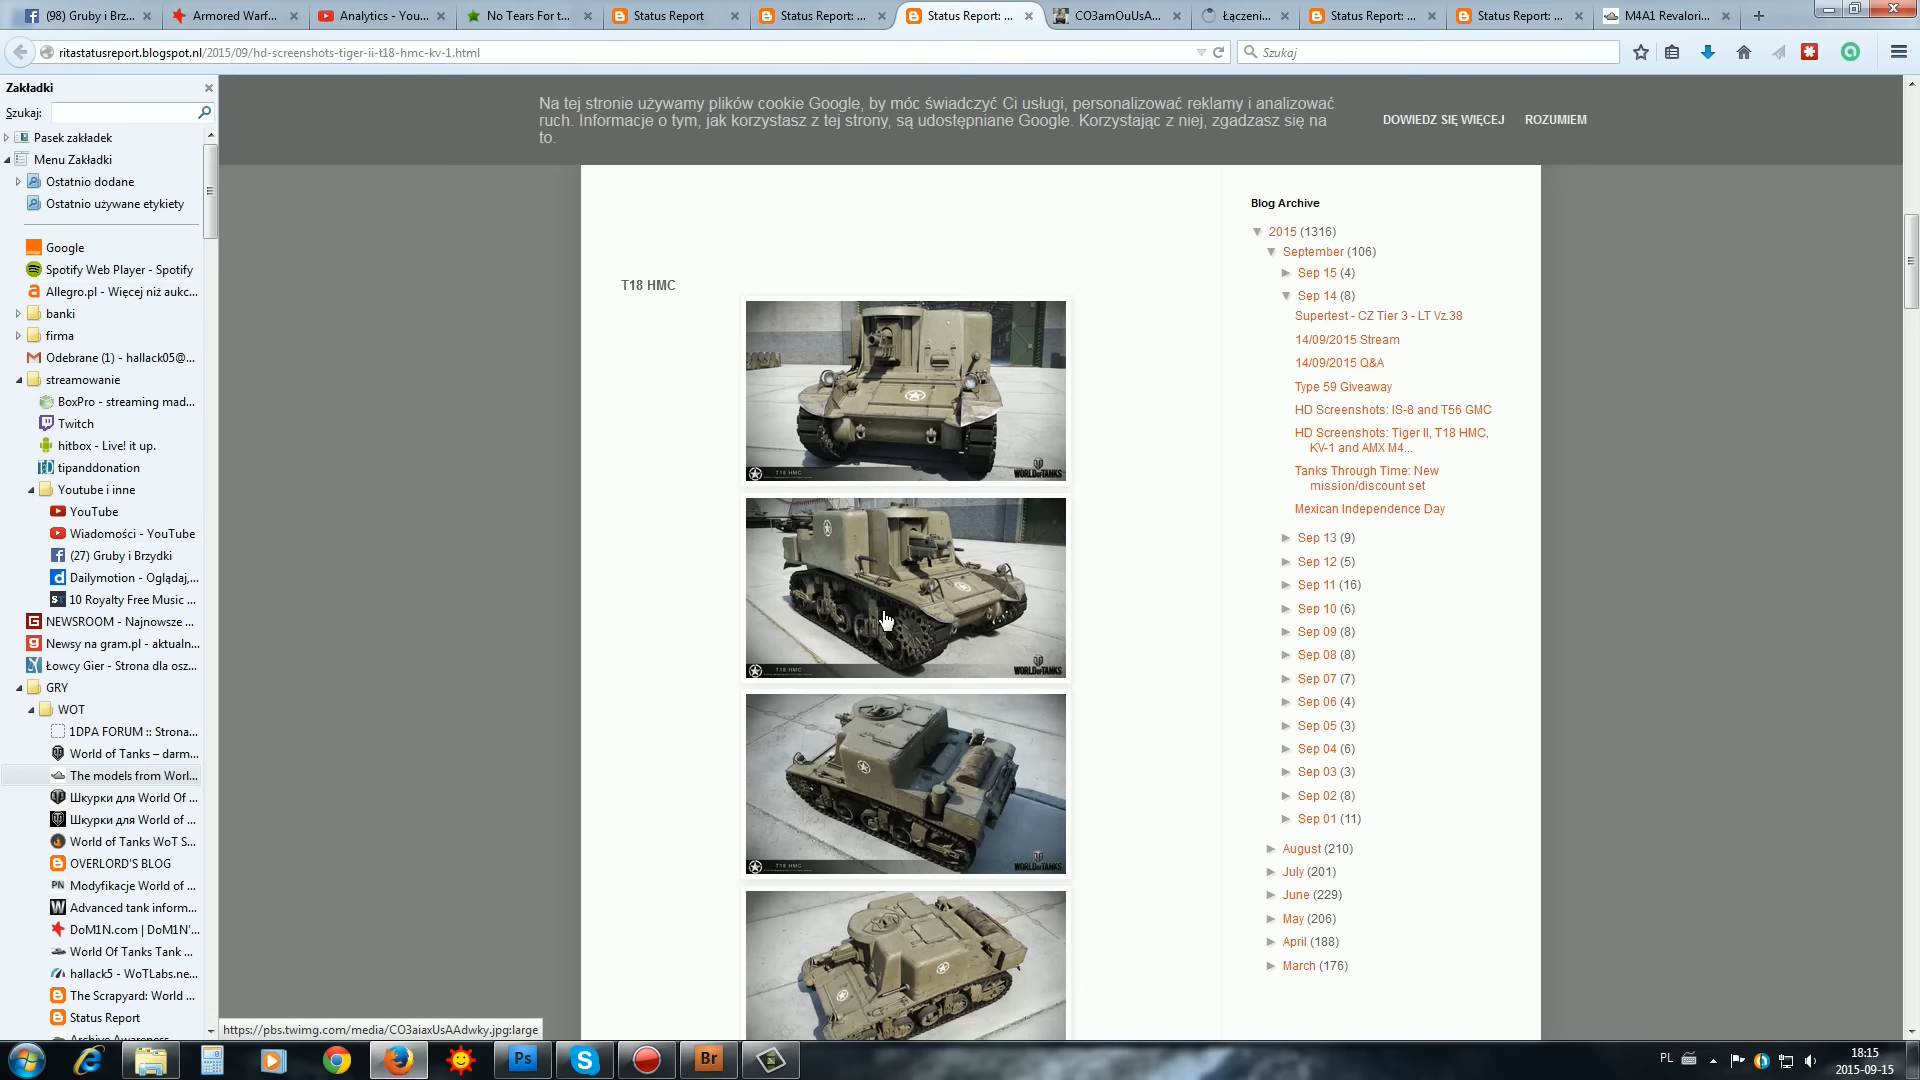 (98) Gruby i Brz...
Armored Warf...
Analytics - You...
No Tears For t...
Status Report
Status Report: ...
Status Report: ...
CO3amOuUsA...
Łączeni...
Status Report: ...
Status Report: ...
M4A1 Revalori...
ritastatusreport.blogspot.nl/2015/09/hd-screenshots-tiger-ii-t18-hmc-kv-1.html
Szukaj
Zakładki
Szukaj:
Pasek zakładek
Menu Zakładki
Ostatnio dodane
Ostatnio używane etykiety
Google
Spotify Web Player - Spotify
Allegro.pl - Więcej niż aukc...
banki
firma
Odebrane (1) - hallack05@...
streamowanie
BoxPro - streaming mad...
Twitch
hitbox - Live! it up.
tipanddonation
Youtube i inne
YouTube
Wiadomości - YouTube
(27) Gruby i Brzydki
Dailymotion - Oglądaj,...
10 Royalty Free Music ...
NEWSROOM - Najnowsze ...
Newsy na gram.pl - aktualn...
Łowcy Gier - Strona dla osz...
GRY
WOT
1DPA FORUM :: Strona...
World of Tanks – darm...
The models from Worl...
Шкурки для World Of ...
Шкурки для World of ...
World of Tanks WoT S...
OVERLORD'S BLOG
Modyfikacje World of ...
Advanced tank inform...
DoM1N.com | DoM1N'...
World Of Tanks Tank ...
hallack5 - WoTLabs.ne...
The Scrapyard: World ...
Status Report
Archive Awareness
Na tej stronie używamy plików cookie Google, by móc świadczyć Ci usługi, personalizować reklamy i analizować
ruch. Informacje o tym, jak korzystasz z tej strony, są udostępniane Google. Korzystając z niej, zgadzasz się na
to.
DOWIEDZ SIĘ WIĘCEJ
ROZUMIEM
T18 HMC
T18 HMC
WORLD OF TANKS
T18 HMC
WORLD OF TANKS
T18 HMC
WORLD OF TANKS
Blog Archive
▼ 2015 (1316)
▼ September (106)
► Sep 15 (4)
▼ Sep 14 (8)
Supertest - CZ Tier 3 - LT Vz.38
14/09/2015 Stream
14/09/2015 Q&A
Type 59 Giveaway
HD Screenshots: IS-8 and T56 GMC
HD Screenshots: Tiger II, T18 HMC,
KV-1 and AMX M4...
Tanks Through Time: New
mission/discount set
Mexican Independence Day
► Sep 13 (9)
► Sep 12 (5)
► Sep 11 (16)
► Sep 10 (6)
► Sep 09 (8)
► Sep 08 (8)
► Sep 07 (7)
► Sep 06 (4)
► Sep 05 (3)
► Sep 04 (6)
► Sep 03 (3)
► Sep 02 (8)
► Sep 01 (11)
► August (210)
► July (201)
► June (229)
► May (206)
► April (188)
► March (176)
https://pbs.twimg.com/media/CO3aiaxUsAAdwky.jpg:large
Ps
Br
PL
18:15
2015-09-15